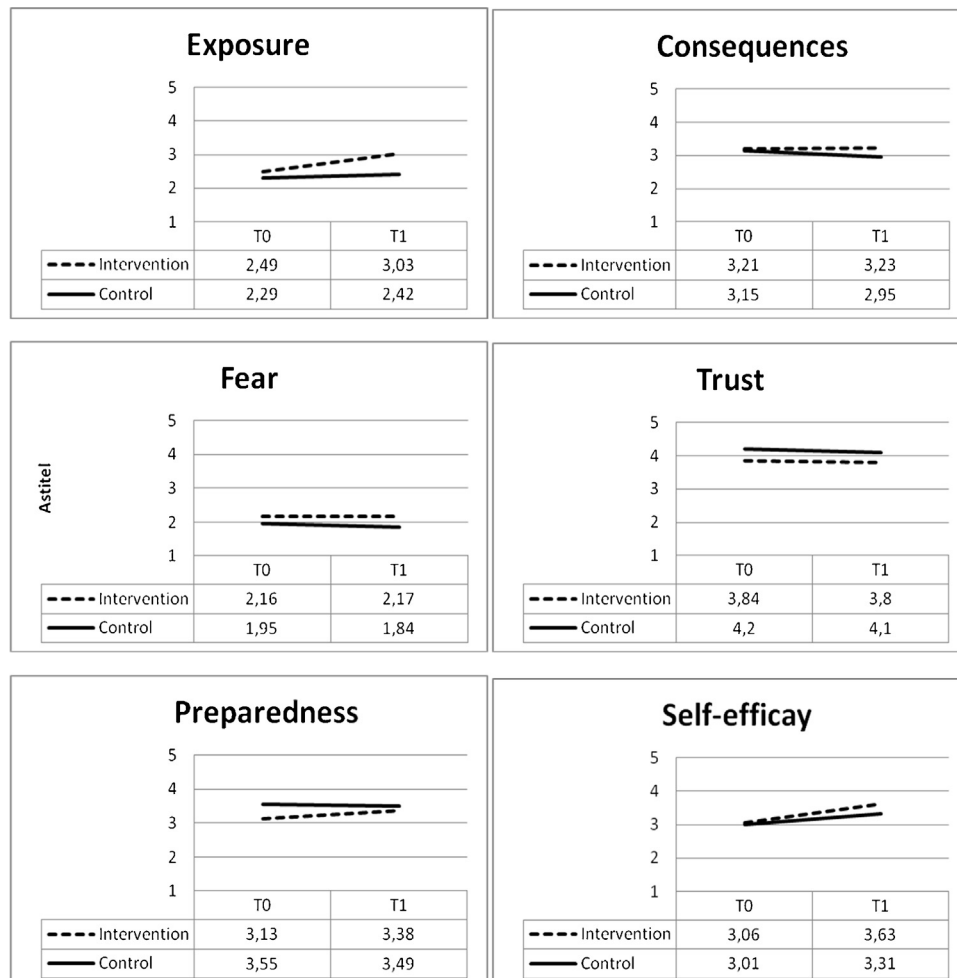 Exposure
5
4
3
2
1
T0 T1
Intervention 2,49 3,03
Control 2,29 2,42
Consequences
5
4
3
2
1
T0 T1
Intervention 3,21 3,23
Control 3,15 2,95
Fear
Astitel
5
4
3
2
1
T0 T1
Intervention 2,16 2,17
Control 1,95 1,84
Trust
5
4
3
2
1
T0 T1
Intervention 3,84 3,8
Control 4,2 4,1
Preparedness
5
4
3
2
1
T0 T1
Intervention 3,13 3,38
Control 3,55 3,49
Self-efficay
5
4
3
2
1
T0 T1
Intervention 3,06 3,63
Control 3,01 3,31